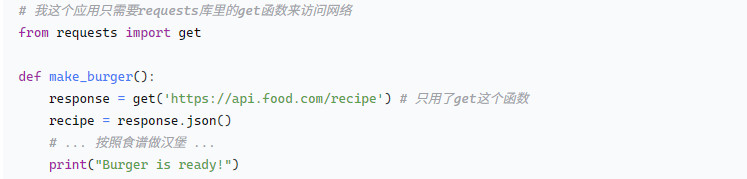 # 我这个应用只需要requests库里的get函数来访问网络
from requests import get

def make_burger():
    response = get('https://api.food.com/recipe') # 只用了get这个函数
    recipe = response.json()
    # ... 按照食谱做汉堡 ...
    print("Burger is ready!")